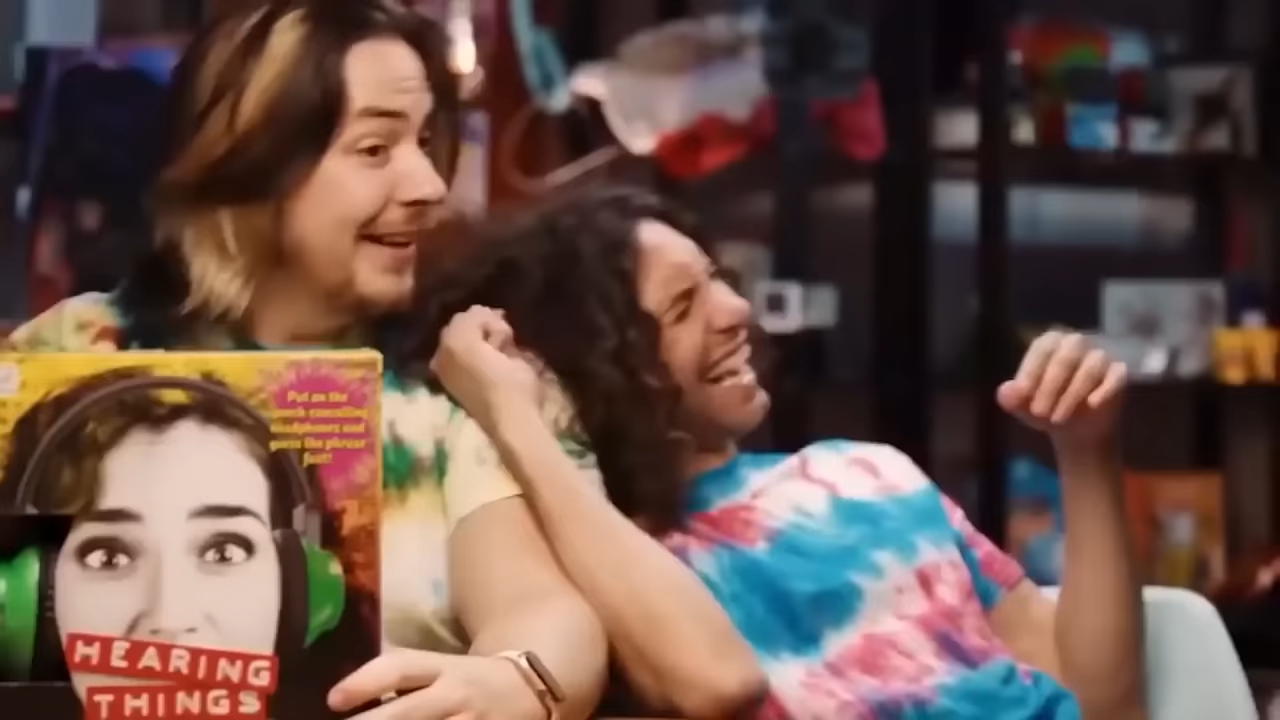 Put on the
noise-cancelling
headphones and
guess the phrase
fast!
HEARING
THINGS